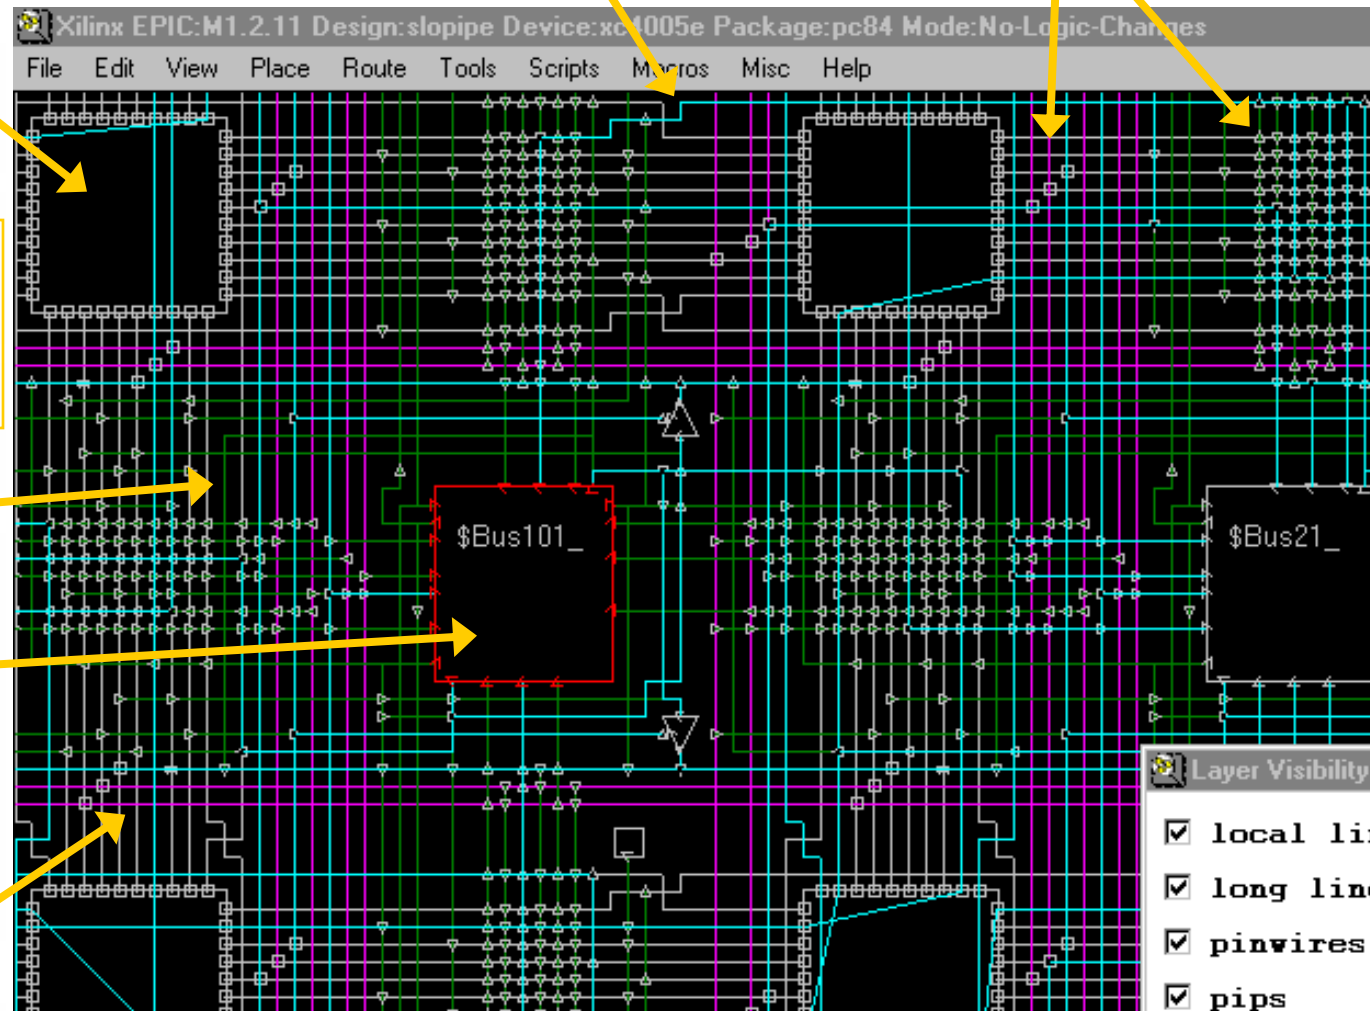 Xilinx EPIC:M1.2.11 Design:slopipe Device:xc4005e Package:pc84 Mode:No-Logic-Changes
File Edit View Place Route Tools Scripts Macros Misc Help
$Bus101_ $Bus21_
Layer Visibility
local
long
pinwires
pips